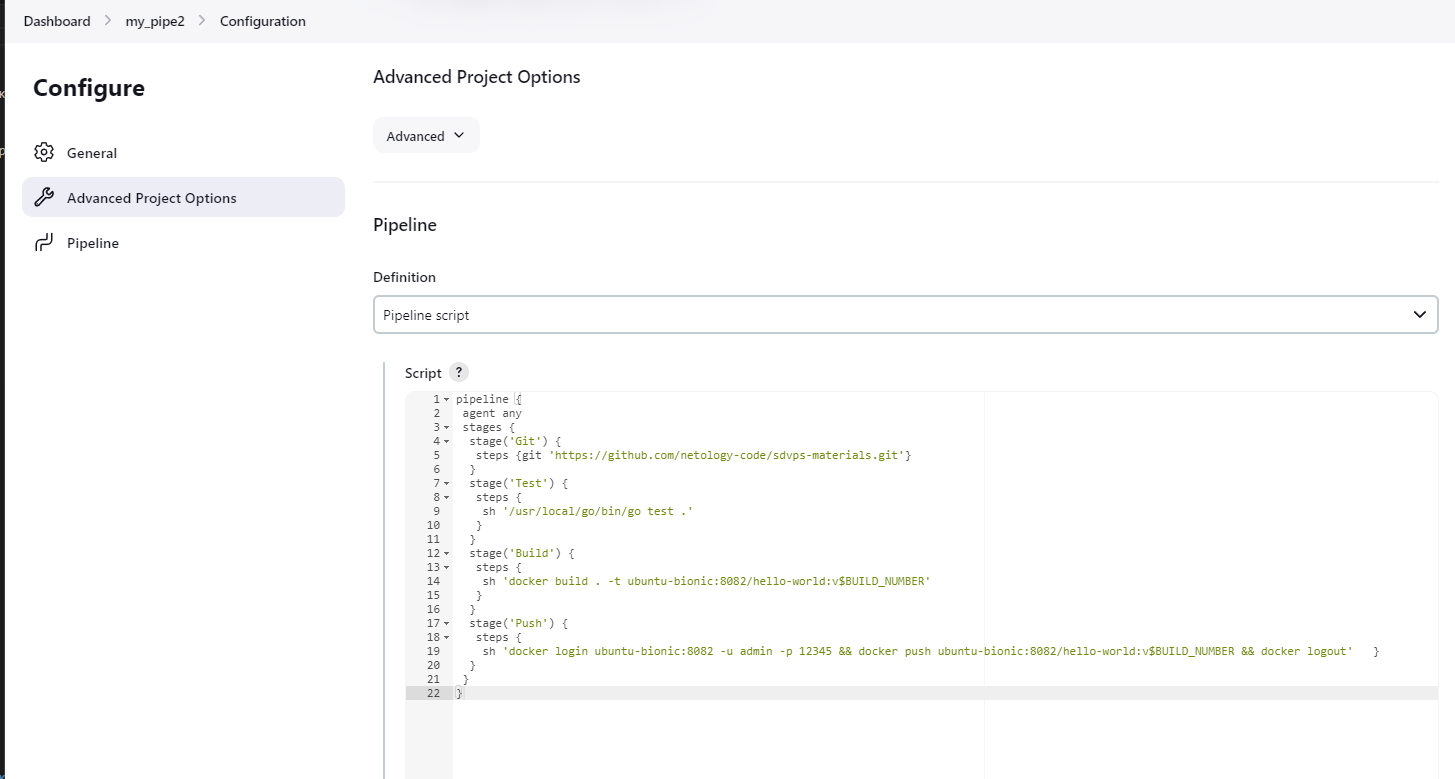 Dashboard > my_pipe2 > Configuration
Configure
General
Advanced Project Options
Pipeline
Advanced Project Options
Advanced
Pipeline
Definition
Pipeline script
Script ?
1 pipeline {
2  agent any
3  stages {
4   stage('Git') {
5    steps {git 'https://github.com/netology-code/sdvps-materials.git'}
6   }
7   stage('Test') {
8    steps {
9     sh '/usr/local/go/bin/go test .'
10    }
11   }
12   stage('Build') {
13    steps {
14     sh 'docker build . -t ubuntu-bionic:8082/hello-world:v$BUILD_NUMBER'
15    }
16   }
17   stage('Push') {
18    steps {
19     sh 'docker login ubuntu-bionic:8082 -u admin -p 12345 && docker push ubuntu-bionic:8082/hello-world:v$BUILD_NUMBER && docker logout'   }
20   }
21  }
22 }